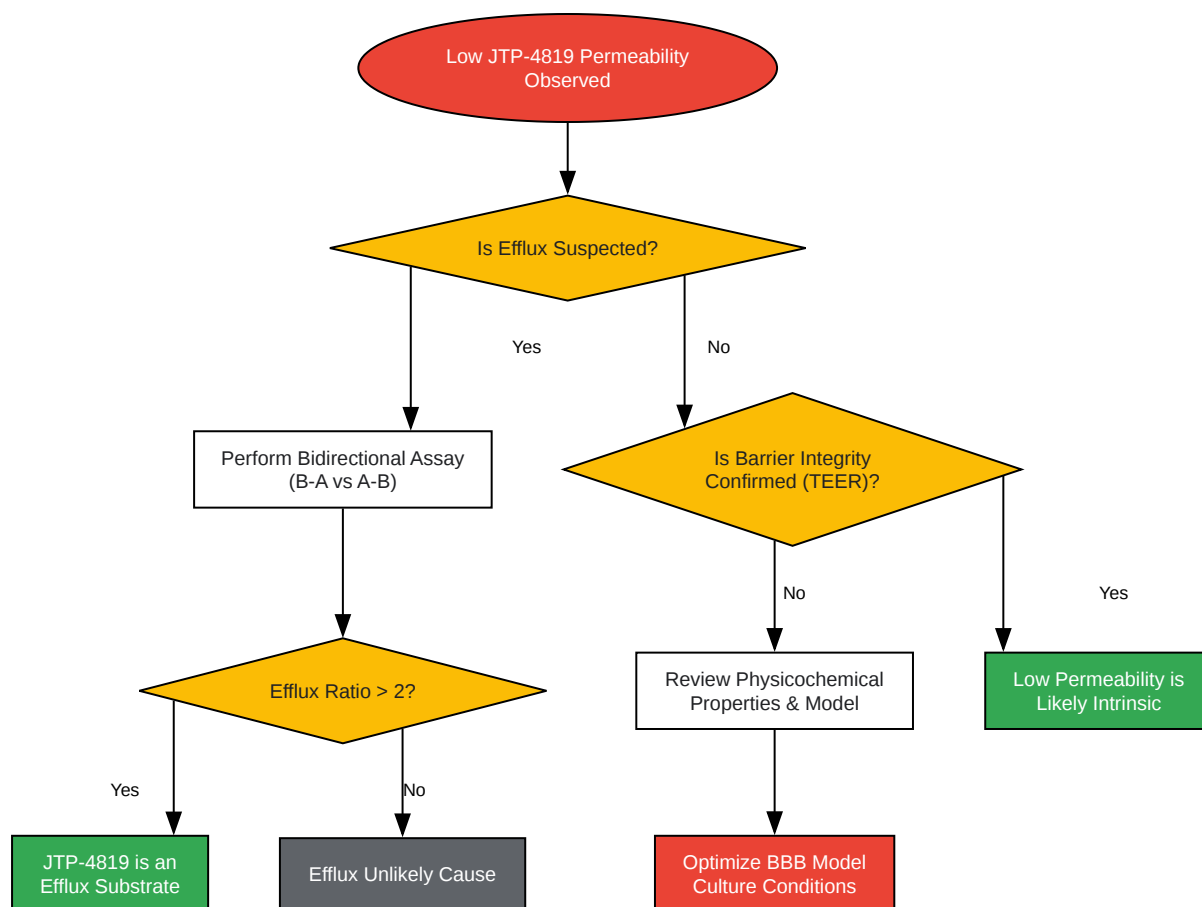 Low JTP-4819 Permeability
Observed
Is Efflux Suspected?
Yes
No
Perform Bidirectional Assay
(B-A vs A-B)
Is Barrier Integrity
Confirmed (TEER)?
No
Yes
Efflux Ratio > 2?
Review Physicochemical
Properties & Model
Low Permeability is
Likely Intrinsic
Yes
No
JTP-4819 is an
Efflux Substrate
Efflux Unlikely Cause
Optimize BBB Model
Culture Conditions